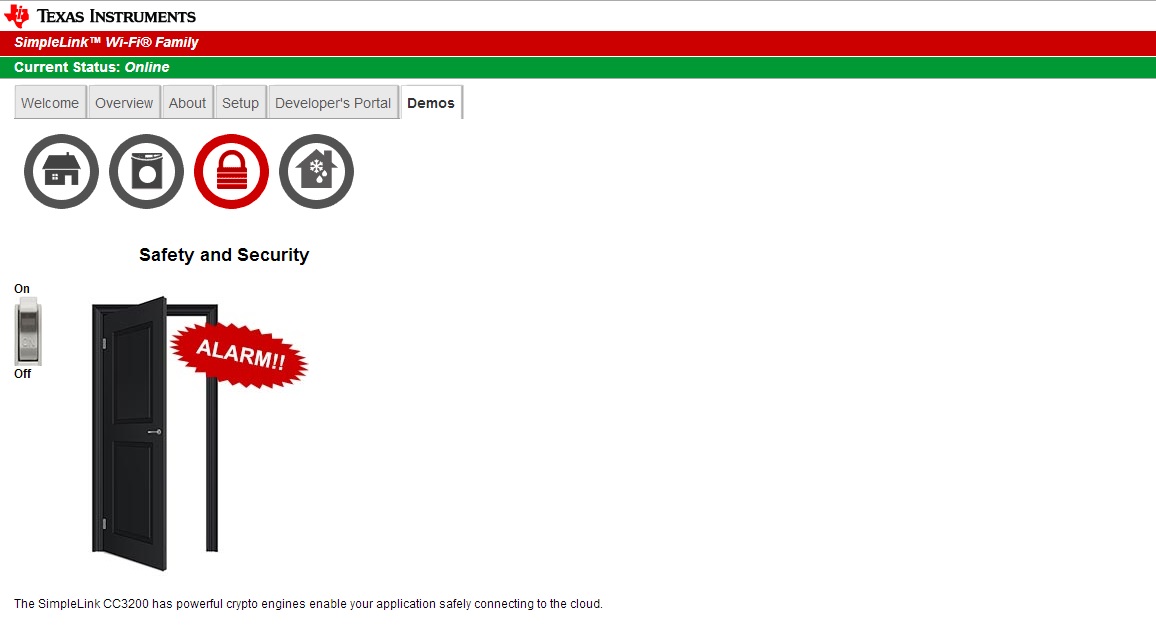 TEXAS INSTRUMENTS
SimpleLink™ Wi-Fi® Family
Current Status: Online
Welcome Overview About Setup Developer's Portal Demos
Safety and Security
On
ALARM!!
Off
The SimpleLink CC3200 has powerful crypto engines enable your application safely connecting to the cloud.